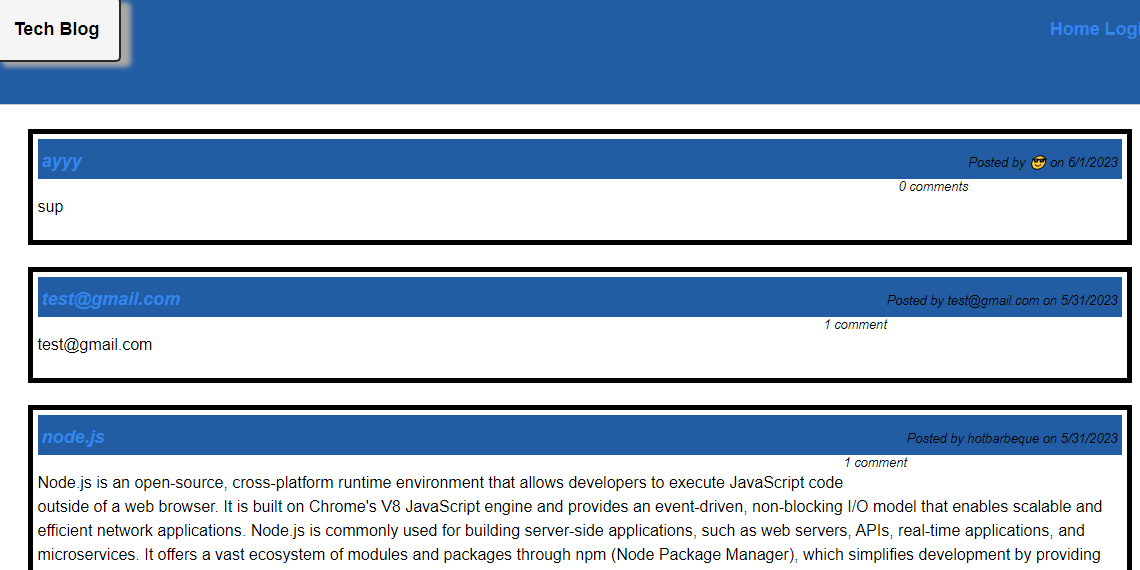 Tech Blog
Home Logi
ayyy
Posted by 😎 on 6/1/2023
0 comments
sup
test@gmail.com
Posted by test@gmail.com on 5/31/2023
1 comment
test@gmail.com
node.js
Posted by hotbarbeque on 5/31/2023
1 comment
Node.js is an open-source, cross-platform runtime environment that allows developers to execute JavaScript code
outside of a web browser. It is built on Chrome's V8 JavaScript engine and provides an event-driven, non-blocking I/O model that enables scalable and
efficient network applications. Node.js is commonly used for building server-side applications, such as web servers, APIs, real-time applications, and
microservices. It offers a vast ecosystem of modules and packages through npm (Node Package Manager), which simplifies development by providing